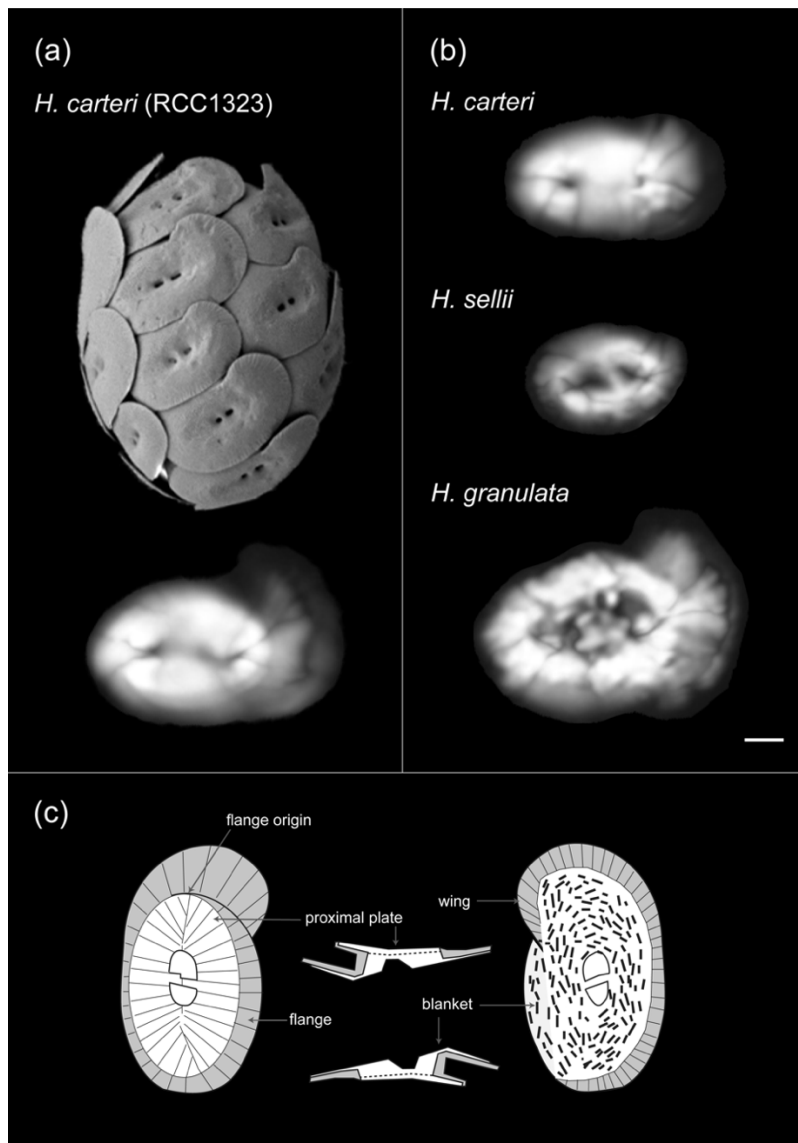 (a)
H. carteri (RCC1323)
(b)
H. carteri
H. sellii
H. granulata
(c)
flange origin
proximal plate
flange
wing
blanket